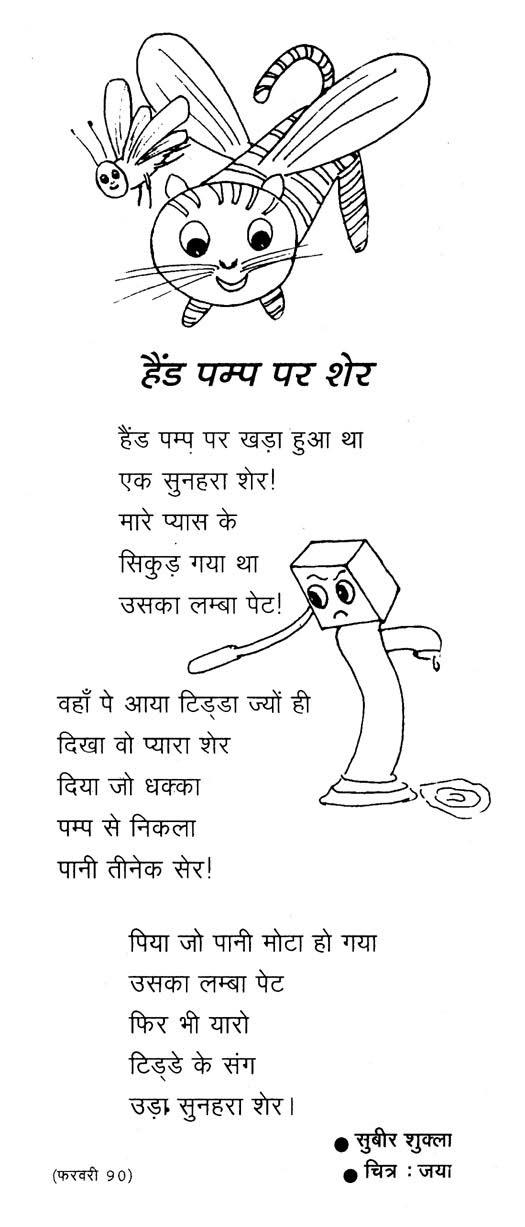 हैंड पम्प पर शेर
हैंड पम्प पर खड़ा हुआ था
एक सुनहरा शेर!
मारे प्यास के
सिकुड़ गया था
उसका लम्बा पेट!
वहाँ पे आया टिड्डा ज्यों ही
दिखा वो प्यारा शेर
दिया जो धक्का
पम्प से निकला
पानी तीनेक सेर!
पिया जो पानी मोटा हो गया
उसका लम्बा पेट
फिर भी यारो
टिड्डे के संग
उड़ा सुनहरा शेर।
● सुबीर शुक्ला
(फरवरी 90)
● चित्र : जया